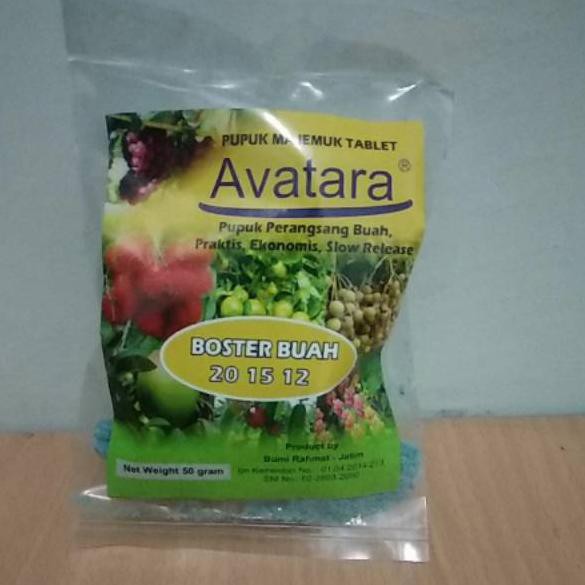 PUPUK MAJEMUK TABLET
Avatara®
Pupuk Perangsang Buah,
Praktis, Ekonomis, Slow Release
BOSTER BUAH
20 15 12
Product by
Bumi Rahmat - Jatim
Net Weight 50 gram